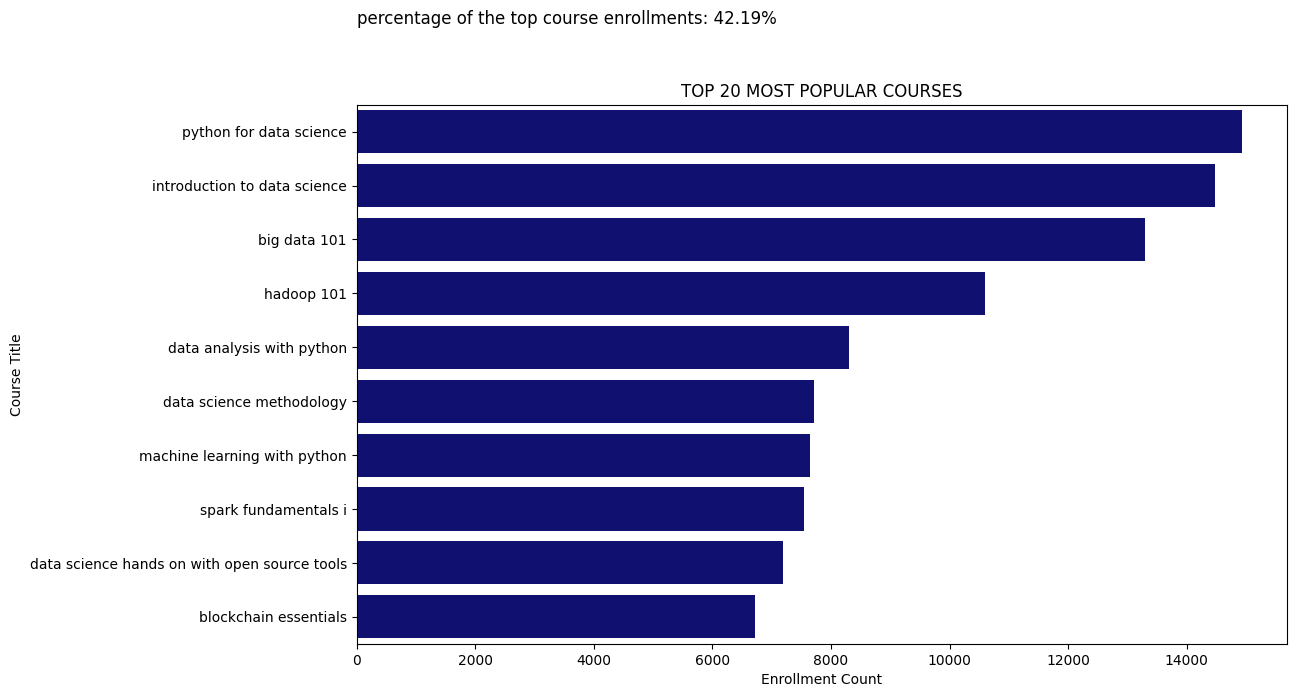 percentage of the top course enrollments: 42.19%
TOP 20 MOST POPULAR COURSES
Course Title
python for data science
introduction to data science
big data 101
hadoop 101
data analysis with python
data science methodology
machine learning with python
spark fundamentals i
data science hands on with open source tools
blockchain essentials
0 2000 4000 6000 8000 10000 12000 14000
Enrollment Count